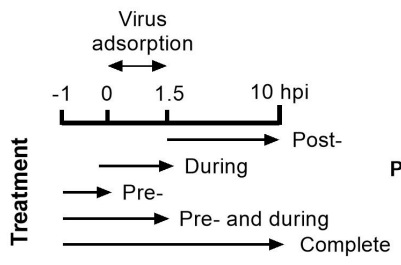 Virus
adsorption
-1 0 1.5 10 hpi
Post-
During
Pre-
Pre- and during
Complete
Treatment
P